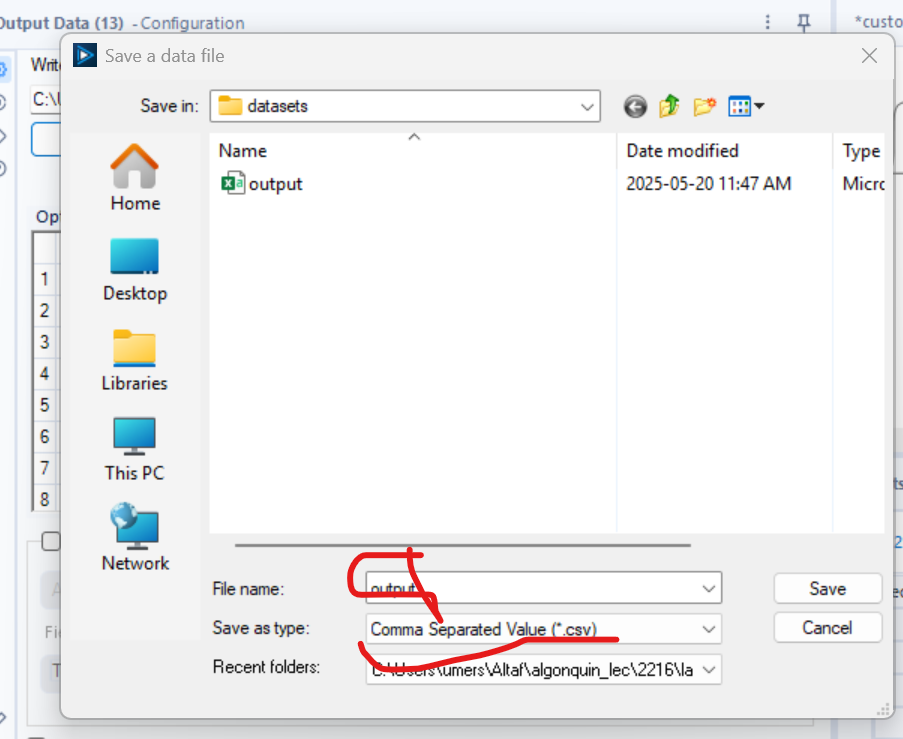 Output Data (13) - Configuration
*custo
Writ
Save a data file
C:\U
Save in: datasets
Name Date modified Type
output 2025-05-20 11:47 AM Micro
Home
Op
1
Desktop
2
3
4
Libraries
5
6
7
This PC
8
Network
File name: output Save
Save as type: Comma Separated Value (*.csv) Cancel
Fie
Recent folders: C:\Users\umers\Altaf\algonquin_lec\2216\la
T